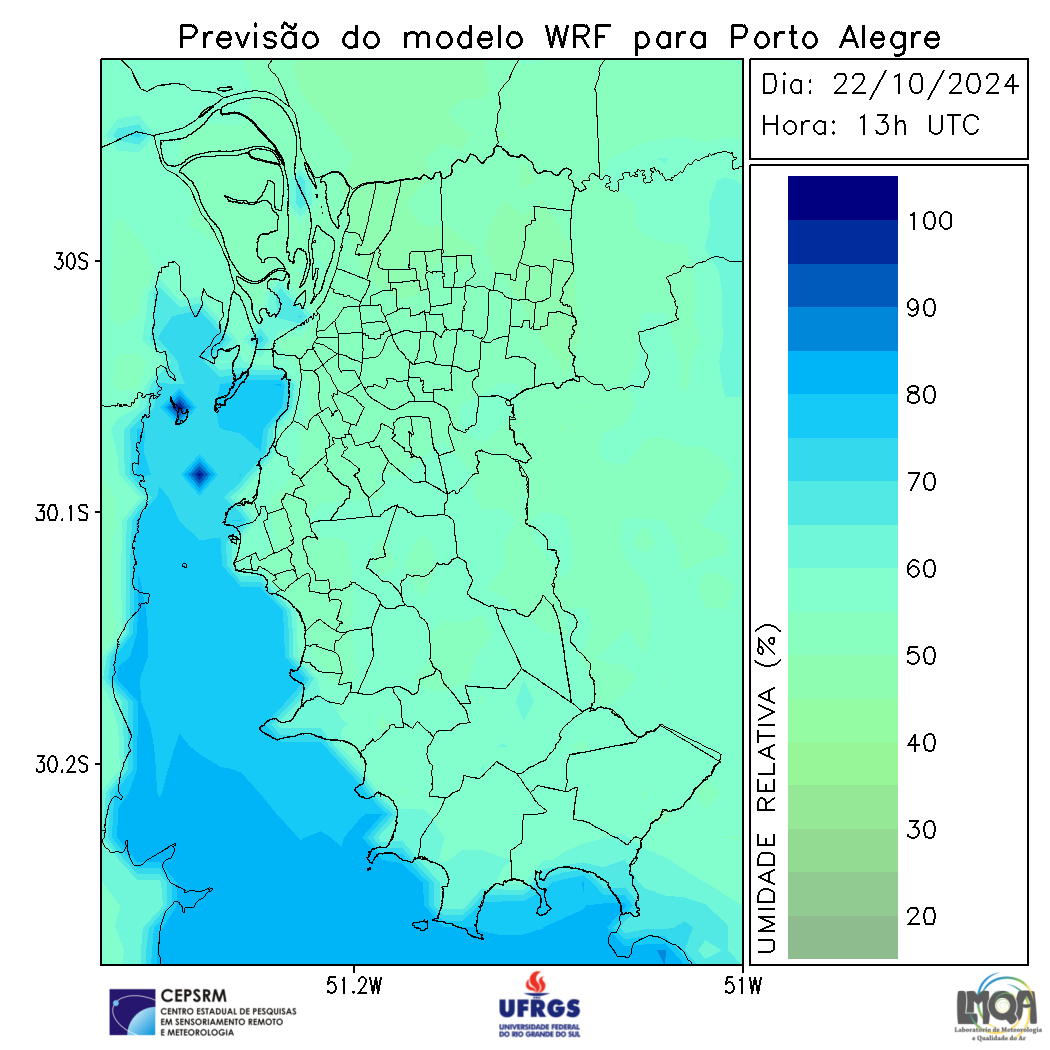 Previsão do modelo WRF para Porto Alegre
Dia: 22/10/2024
Hora: 13h UTC
100
90
80
70
60
50
40
30
20
UMIDADE RELATIVA (%)
30S
30.1S
30.2S
51.2W
51W
CEPSRM
CENTRO ESTADUAL DE PESQUISAS
EM SENSORIAMENTO REMOTO
E METEOROLOGIA
UFRGS
UNIVERSIDADE FEDERAL
DO RIO GRANDE DO SUL
LMQA
Laboratório de Meteorologia
e Qualidade do Ar